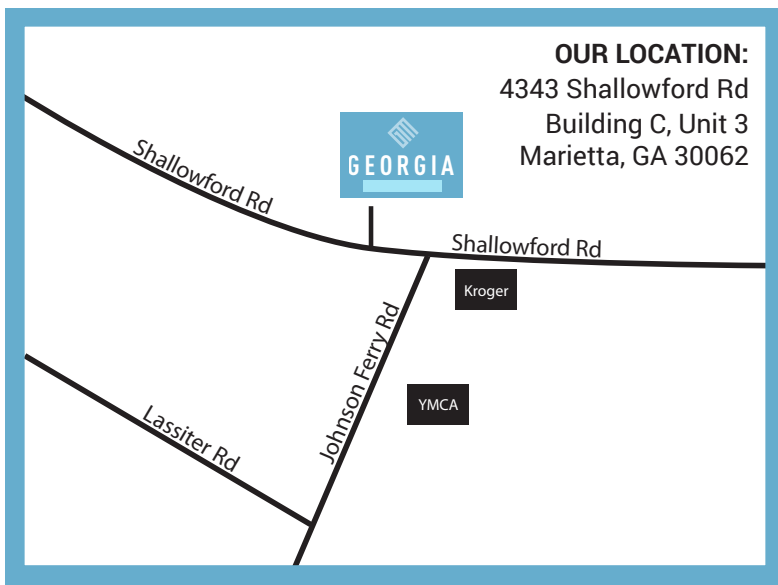 OUR LOCATION:
4343 Shallowford Rd
Building C, Unit 3
Marietta, GA 30062
GEORGIA
Shallowford Rd
Shallowford Rd
Kroger
Johnson Ferry Rd
YMCA
Lassiter Rd